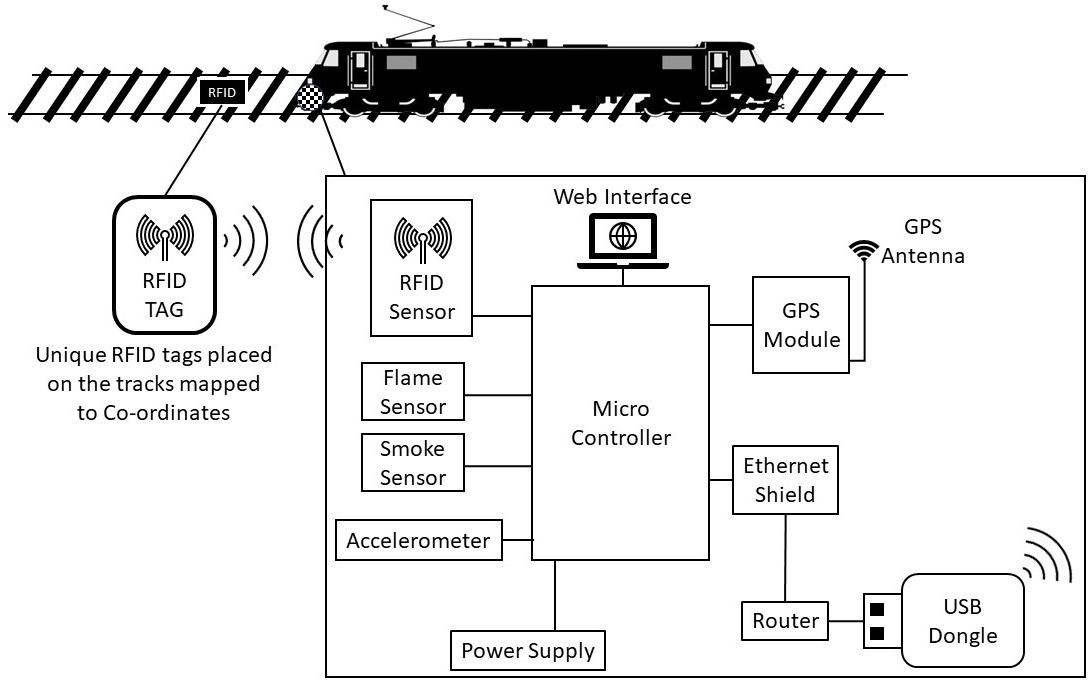 RFID
RFID
TAG
Unique RFID tags placed
on the tracks mapped
to Co-ordinates
Web Interface
RFID
Sensor
GPS
Antenna
GPS
Module
Flame
Sensor
Micro
Controller
Smoke
Sensor
Ethernet
Shield
Accelerometer
Router
USB
Dongle
Power Supply